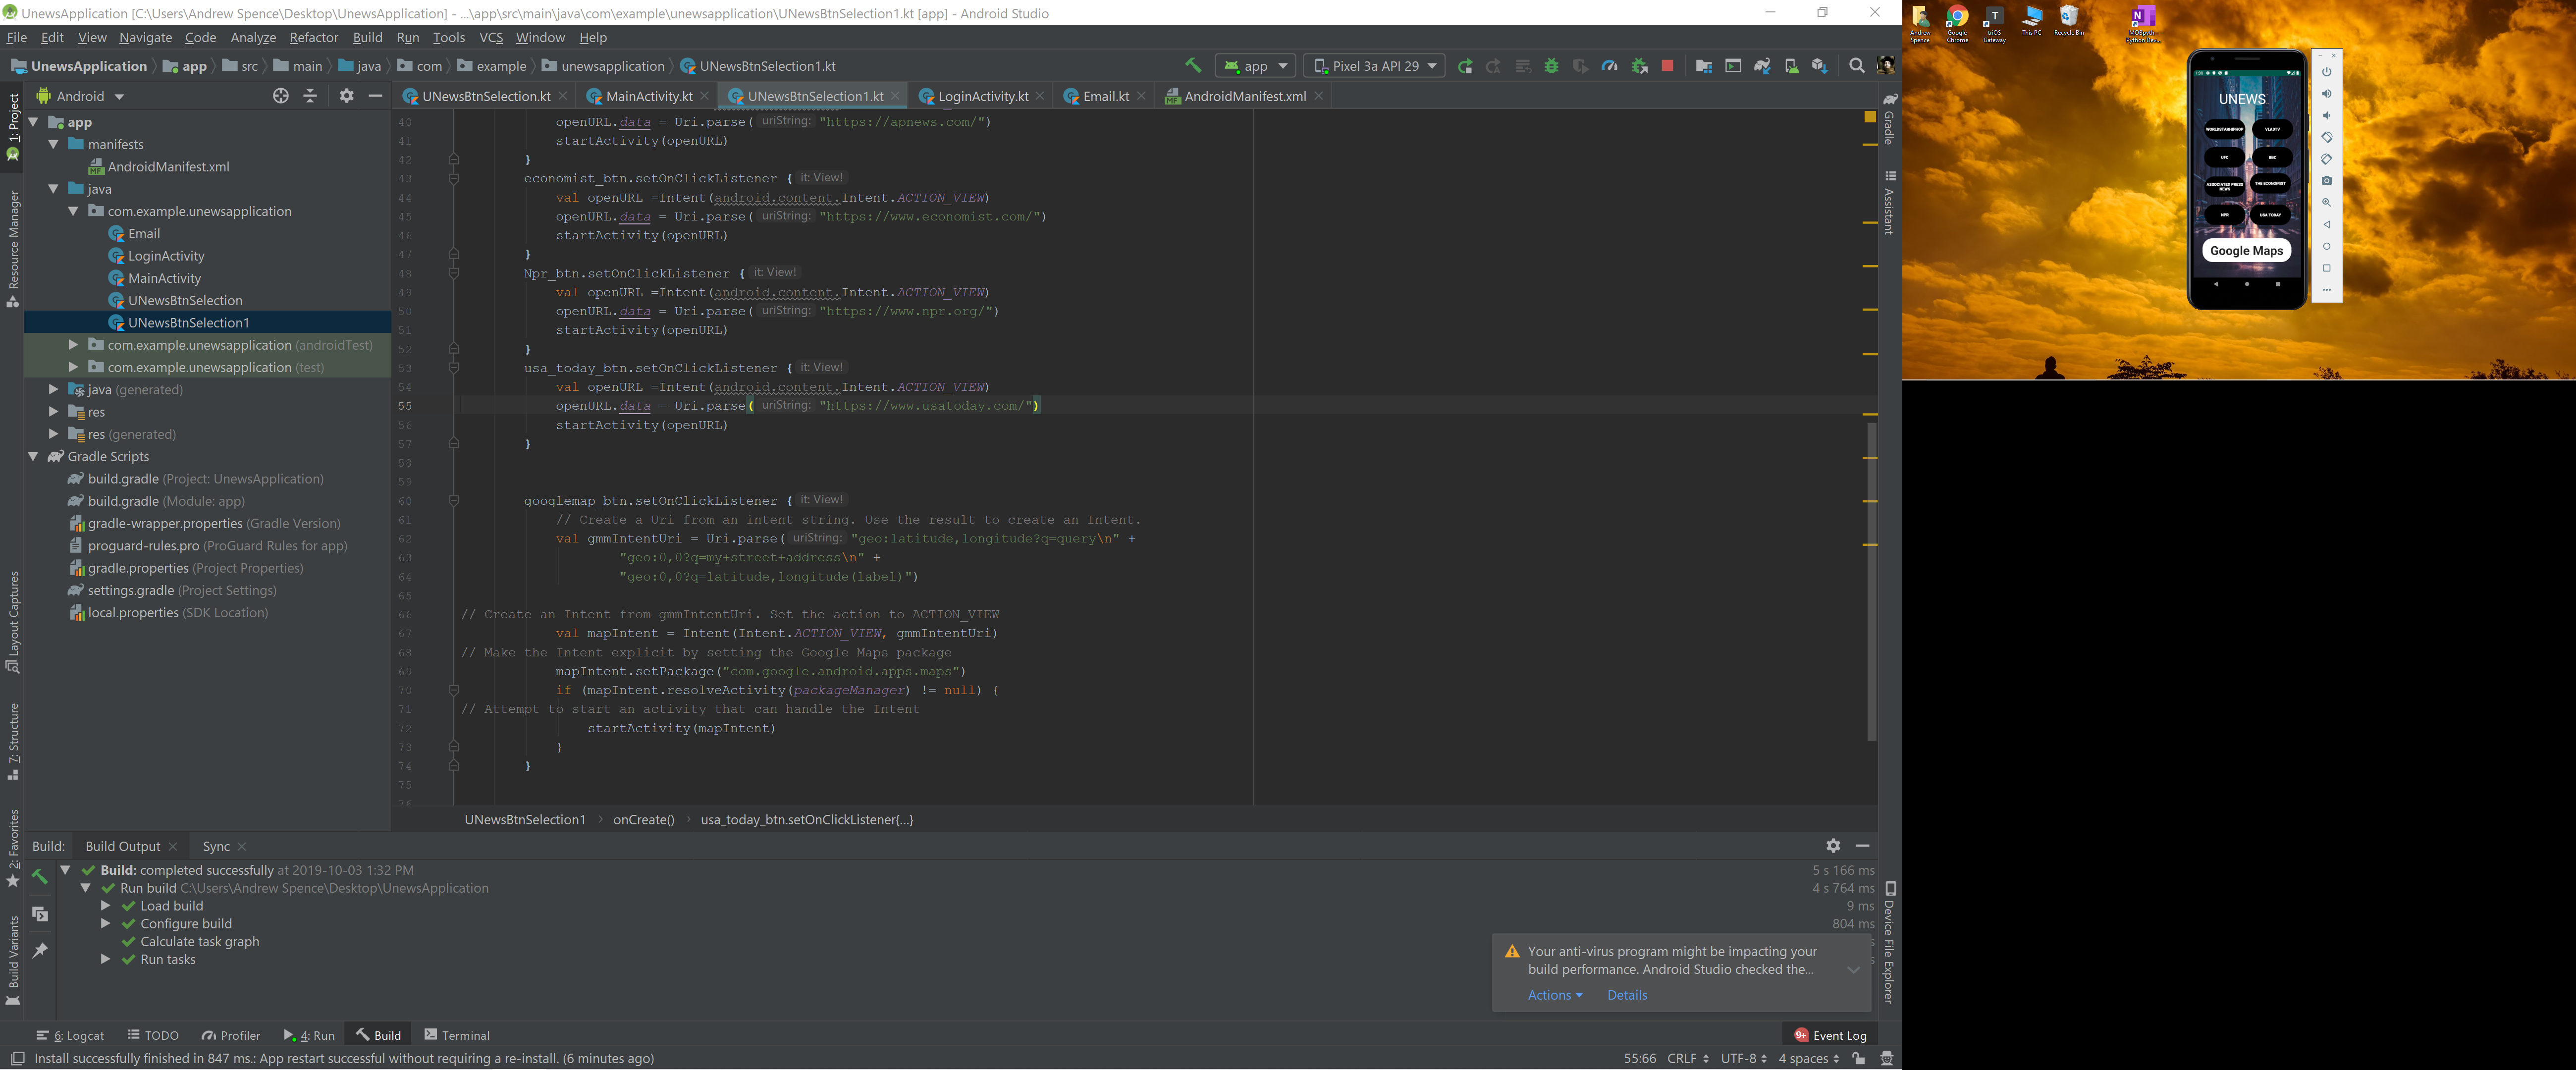 UnewsApplication [C:\Users\Andrew Spence\Desktop\UnewsApplication] - ...\app\src\main\java\com\example\unewsapplication\UNewsBtnSelection1.kt [app] - Android Studio
File Edit View Navigate Code Analyze Refactor Build Run Tools VCS Window Help
UnewsApplication app src main java com example unewsapplication UNewsBtnSelection1.kt
app Pixel 3a API 29
Android
UNewsBtnSelection.kt MainActivity.kt UNewsBtnSelection1.kt LoginActivity.kt Email.kt AndroidManifest.xml
1: Project
Resource Manager
Layout Captures
7: Structure
2: Favorites
Build Variants
app
manifests
AndroidManifest.xml
java
com.example.unewsapplication
Email
LoginActivity
MainActivity
UNewsBtnSelection
UNewsBtnSelection1
com.example.unewsapplication (androidTest)
com.example.unewsapplication (test)
java (generated)
res
res (generated)
Gradle Scripts
build.gradle (Project: UnewsApplication)
build.gradle (Module: app)
gradle-wrapper.properties (Gradle Version)
proguard-rules.pro (ProGuard Rules for app)
gradle.properties (Project Properties)
settings.gradle (Project Settings)
local.properties (SDK Location)
40 openURL.data = Uri.parse( uriString: "https://apnews.com/")
41 startActivity(openURL)
42 }
43 economist_btn.setOnClickListener { it: View!
44 val openURL =Intent(android.content.Intent.ACTION_VIEW)
45 openURL.data = Uri.parse( uriString: "https://www.economist.com/")
46 startActivity(openURL)
47 }
48 Npr_btn.setOnClickListener { it: View!
49 val openURL =Intent(android.content.Intent.ACTION_VIEW)
50 openURL.data = Uri.parse( uriString: "https://www.npr.org/")
51 startActivity(openURL)
52 }
53 usa_today_btn.setOnClickListener { it: View!
54 val openURL =Intent(android.content.Intent.ACTION_VIEW)
55 openURL.data = Uri.parse( uriString: "https://www.usatoday.com/")
56 startActivity(openURL)
57 }
58
59
60 googlemap_btn.setOnClickListener { it: View!
61 // Create a Uri from an intent string. Use the result to create an Intent.
62 val gmmIntentUri = Uri.parse( uriString: "geo:latitude,longitude?q=query\n" +
63 "geo:0,0?q=my+street+address\n" +
64 "geo:0,0?q=latitude,longitude(label)")
65
66 // Create an Intent from gmmIntentUri. Set the action to ACTION_VIEW
67 val mapIntent = Intent(Intent.ACTION_VIEW, gmmIntentUri)
68 // Make the Intent explicit by setting the Google Maps package
69 mapIntent.setPackage("com.google.android.apps.maps")
70 if (mapIntent.resolveActivity(packageManager) != null) {
71 // Attempt to start an activity that can handle the Intent
72 startActivity(mapIntent)
73 }
74 }
75
76
UNewsBtnSelection1 onCreate() usa_today_btn.setOnClickListener{...}
Gradle
Assistant
Device File Explorer
Build: Build Output Sync
Build: completed successfully at 2019-10-03 1:32 PM 5 s 166 ms
Run build C:\Users\Andrew Spence\Desktop\UnewsApplication 4 s 764 ms
Load build 9 ms
Configure build 804 ms
Calculate task graph
Run tasks
Your anti-virus program might be impacting your
build performance. Android Studio checked the...
Actions Details
6: Logcat TODO Profiler 4: Run Build Terminal 9+ Event Log
Install successfully finished in 847 ms.: App restart successful without requiring a re-install. (6 minutes ago) 55:66 CRLF UTF-8 4 spaces
Andrew Spence
Google Chrome
triOS Gateway
This PC
Recycle Bin
UNEWS
WORLDSTARHIPHOP VLADTV
UFC BBC
ASSOCIATED PRESS NEWS THE ECONOMIST
NPR USA TODAY
Google Maps